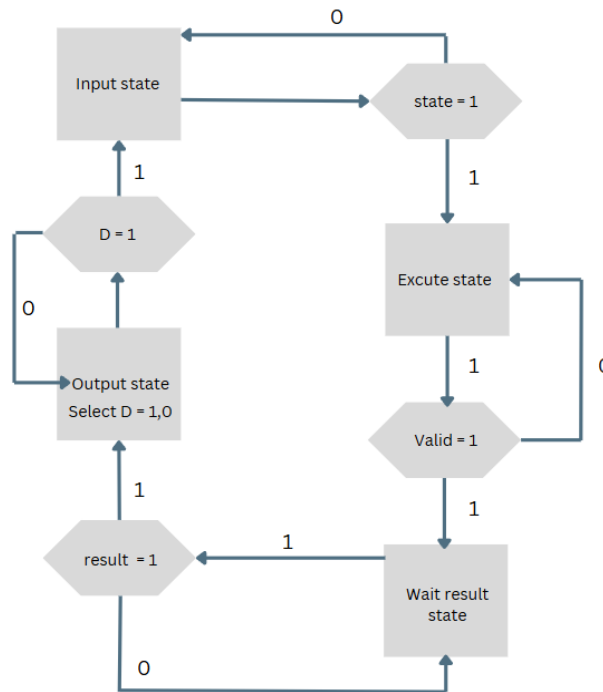 0
Input state
state = 1
1
1
D = 1
Excute state
0
1
0
Output state
Select D = 1,0
Valid = 1
1
1
1
result  = 1
Wait result
state
0